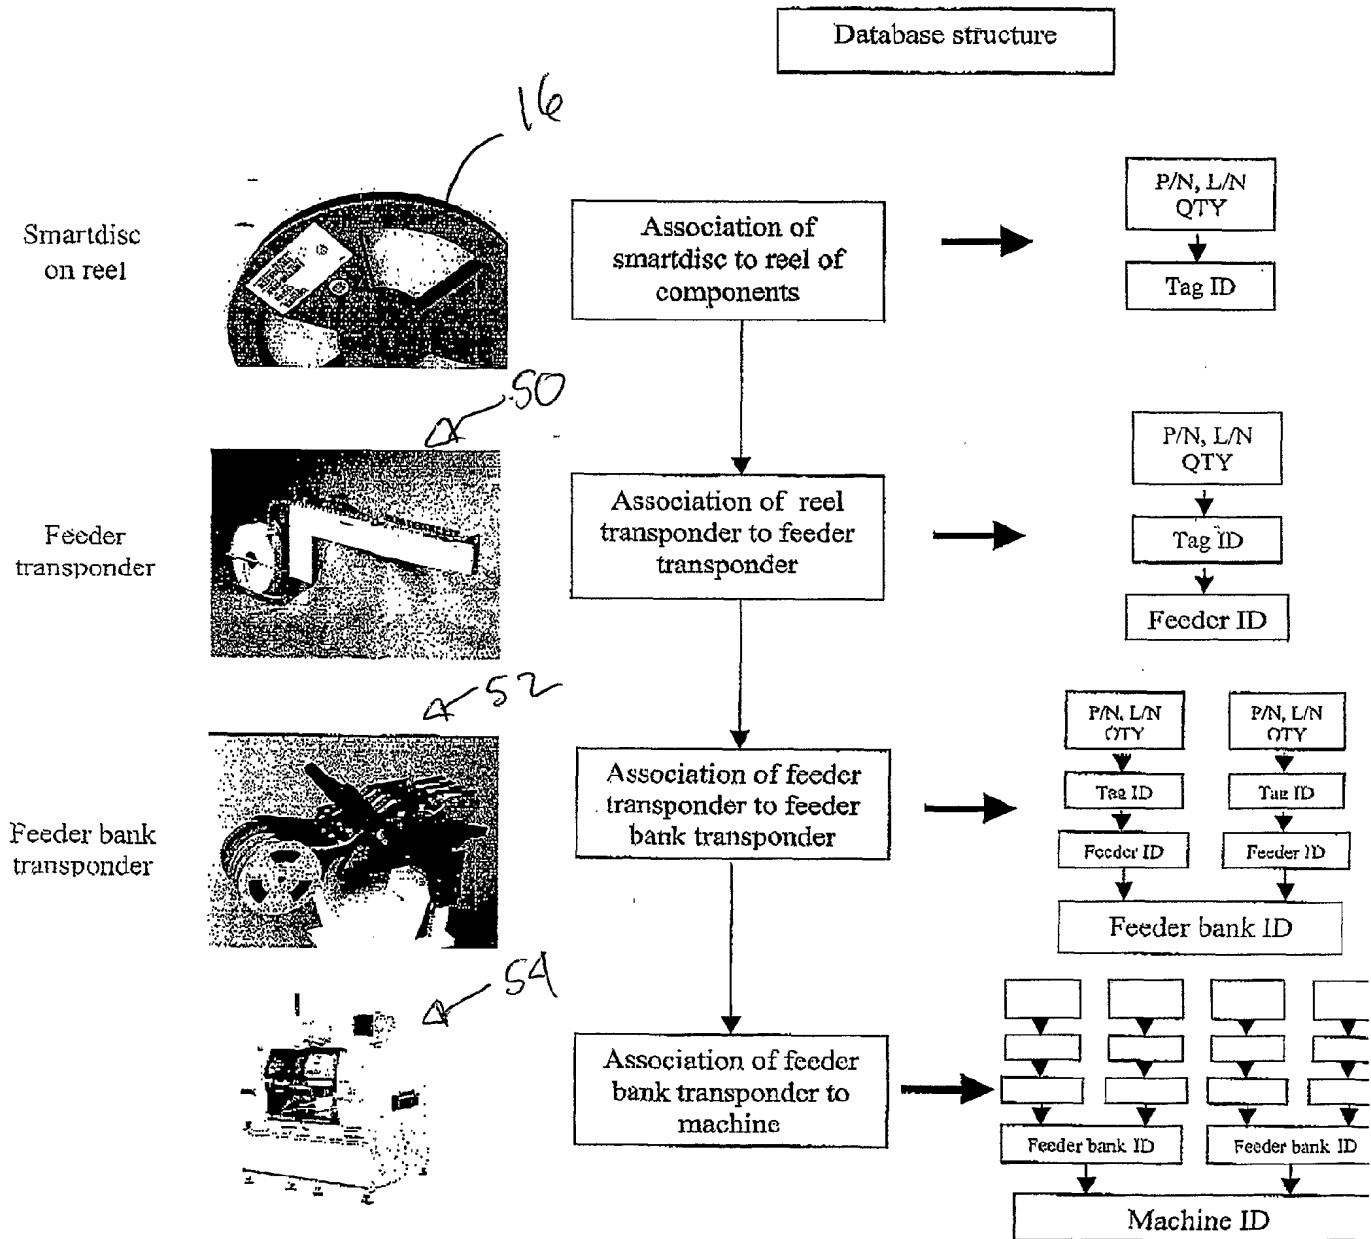 Database structure
16
Smartdisc
on reel
Association of
smartdisc to reel of
components
P/N, L/N
QTY
Tag ID
50
Feeder
transponder
Association of reel
transponder to feeder
transponder
P/N, L/N
QTY
Tag ID
Feeder ID
52
Feeder bank
transponder
Association of feeder
transponder to feeder
bank transponder
P/N, L/N
QTY
Tag ID
Feeder ID
P/N, L/N
QTY
Tag ID
Feeder ID
Feeder bank ID
54
Association of feeder
bank transponder to
machine
Feeder bank ID
Feeder bank ID
Machine ID